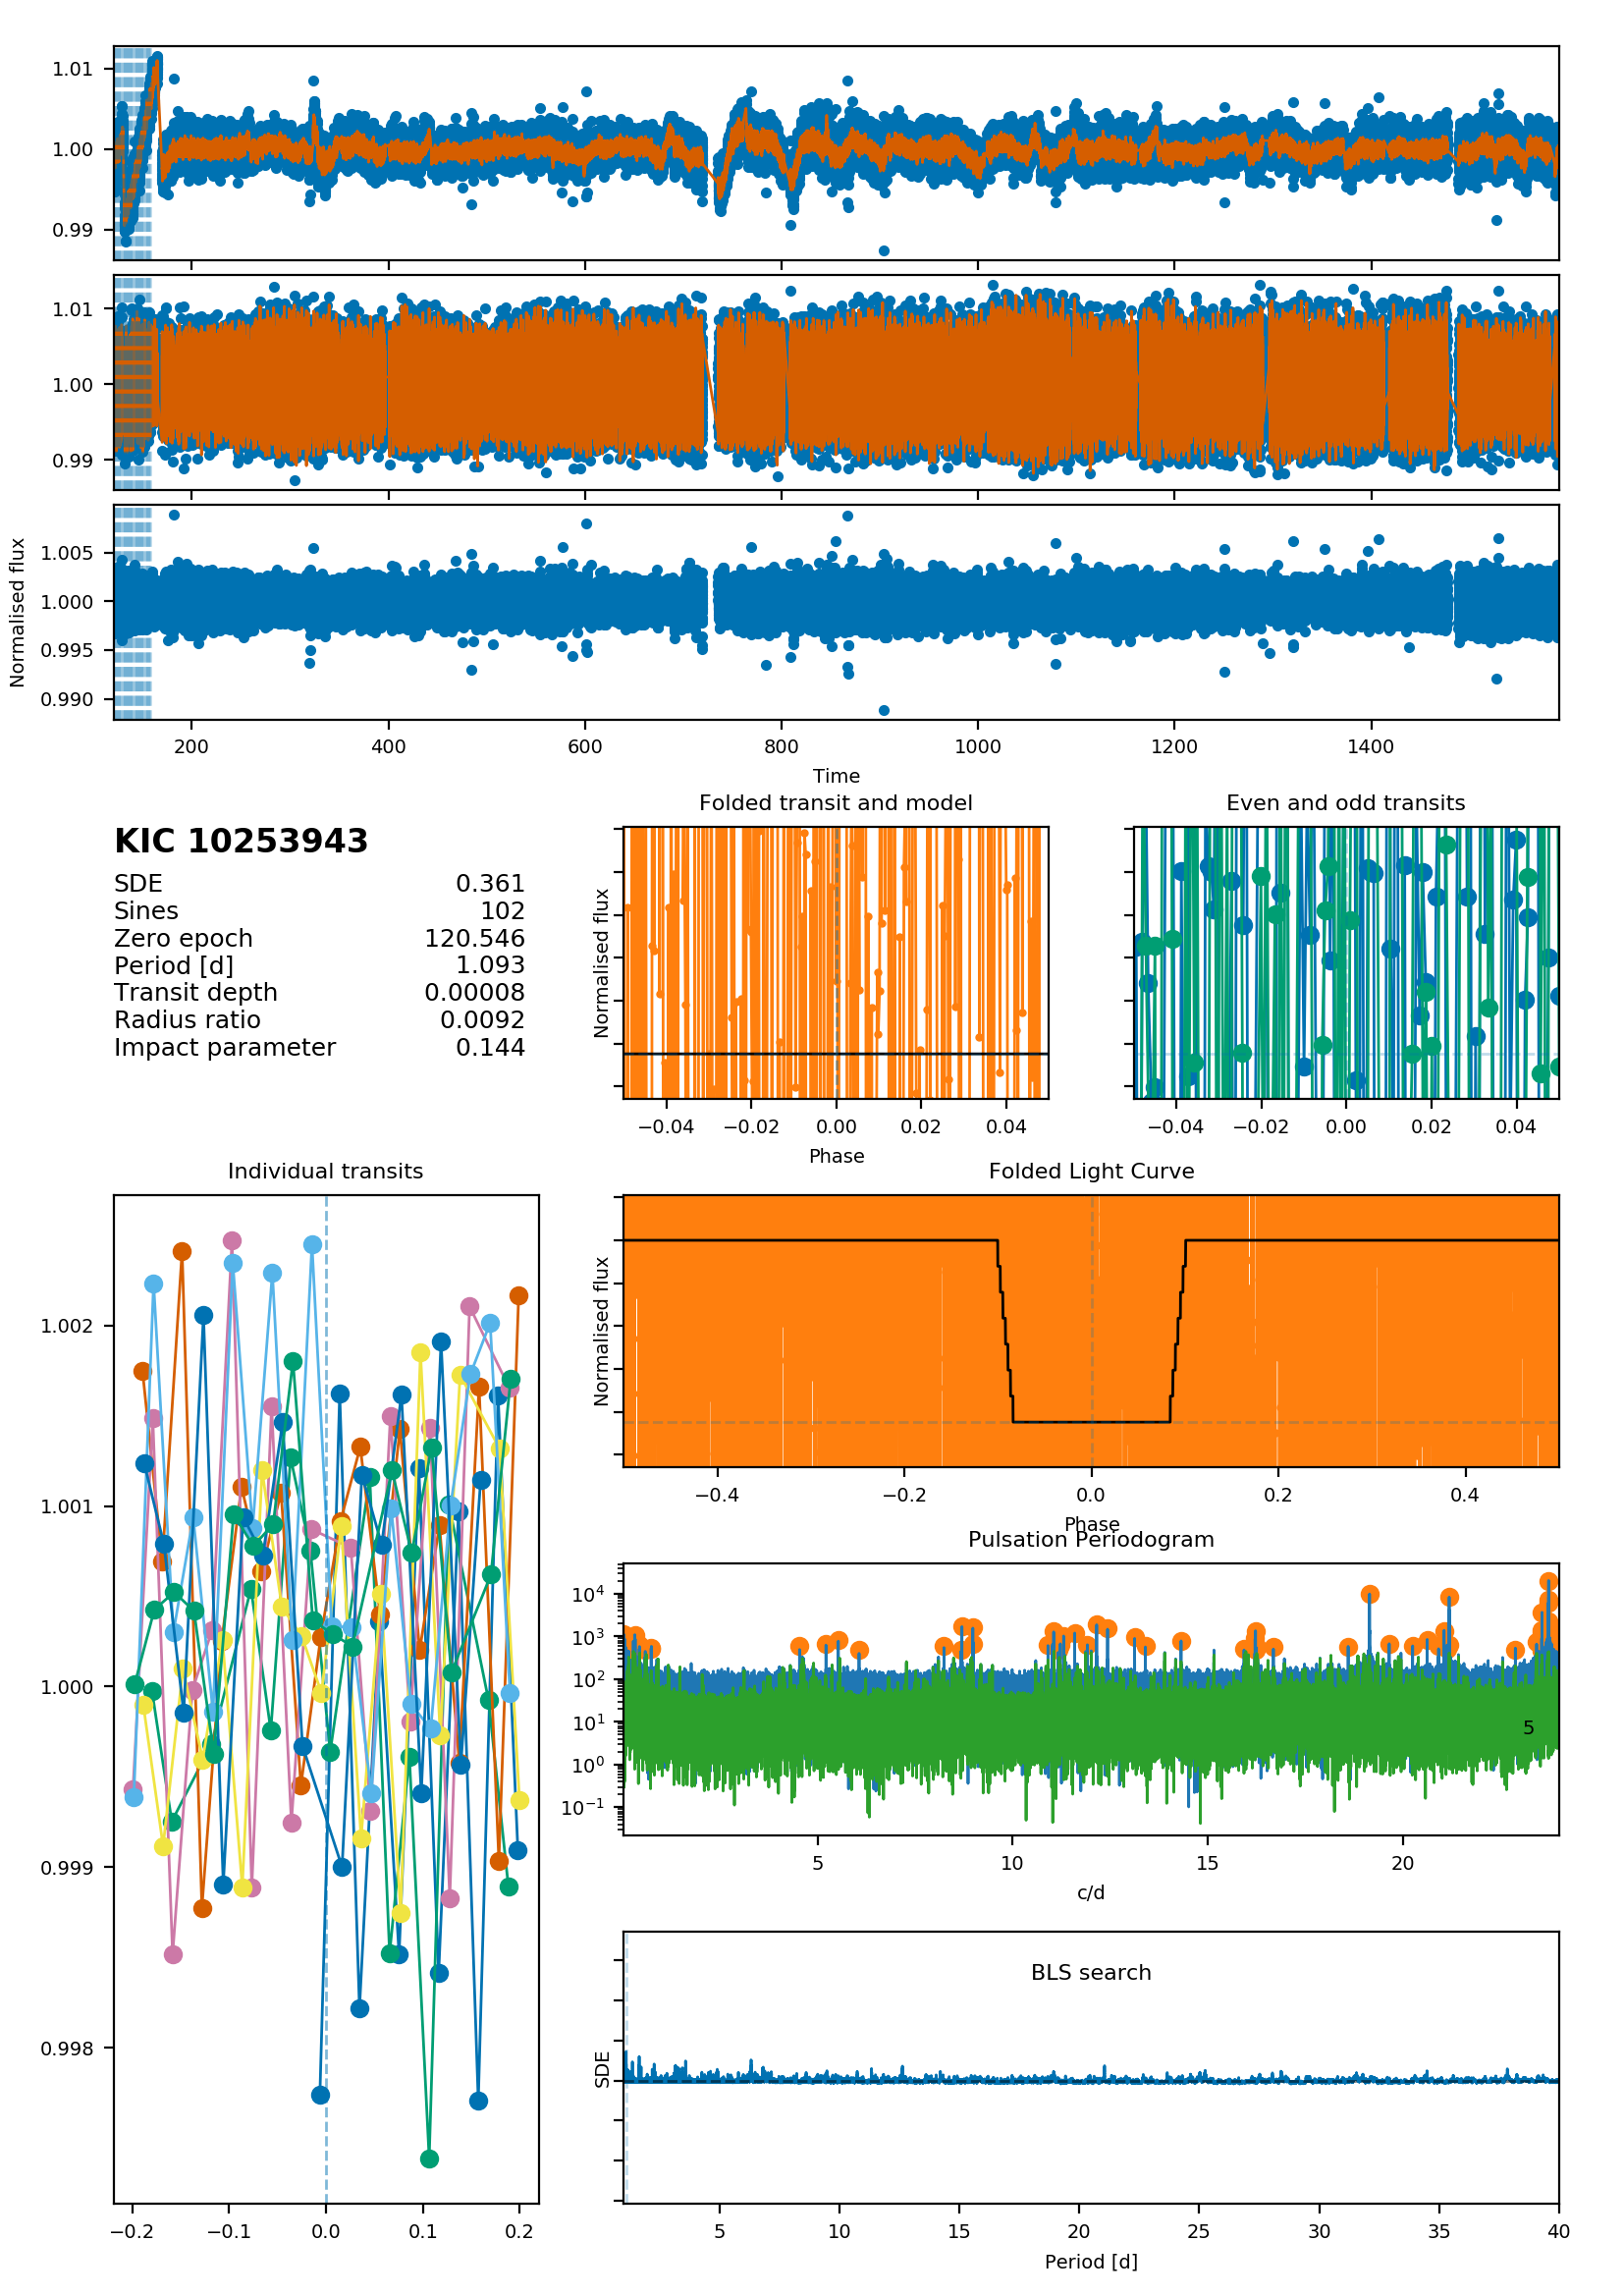 1.01
1.00
0.99
1.01
1.00
0.99
Normalised flux
1.005
1.000
0.995
0.990
200 400 600 800 1000 1200 1400
Time
KIC 10253943
SDE 0.361
Sines 102
Zero epoch 120.546
Period [d] 1.093
Transit depth 0.00008
Radius ratio 0.0092
Impact parameter 0.144
Folded transit and model
Normalised flux
−0.04 −0.02 0.00 0.02 0.04
Phase
Even and odd transits
−0.04 −0.02 0.00 0.02 0.04
Individual transits
1.002
1.001
1.000
0.999
0.998
−0.2 −0.1 0.0 0.1 0.2
Folded Light Curve
Normalised flux
−0.4 −0.2 0.0 0.2 0.4
Phase
Pulsation Periodogram
10⁴
10³
10²
10¹
10⁰
10⁻¹
5
5 10 15 20
c/d
BLS search
SDE
5 10 15 20 25 30 35 40
Period [d]